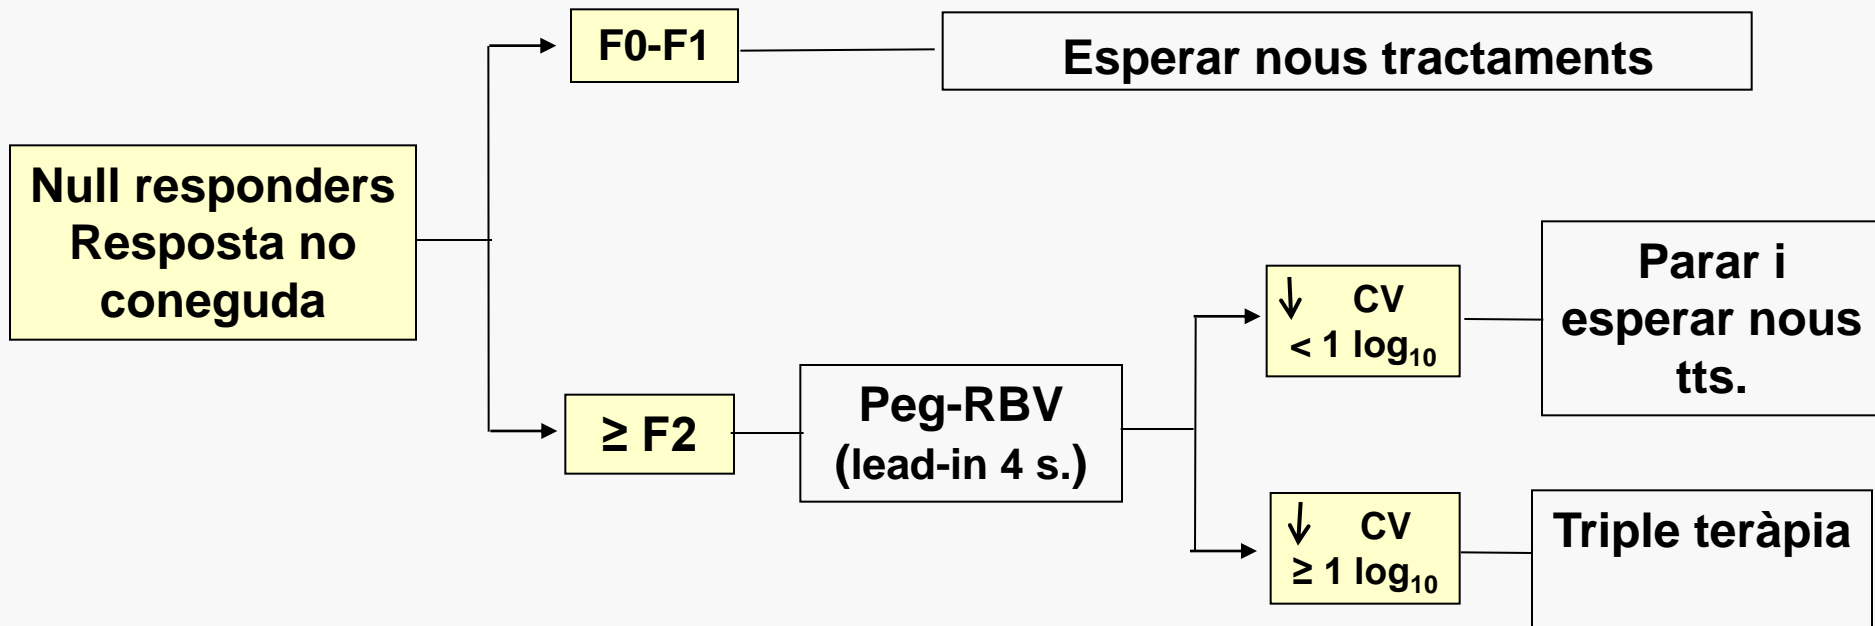 F0-F1
Esperar nous tractaments
Null responders
Resposta no
coneguda
≥ F2
Peg-RBV
(lead-in 4 s.)
↓ CV
< 1 log₁₀
Parar i
esperar nous
tts.
↓ CV
≥ 1 log₁₀
Triple teràpia